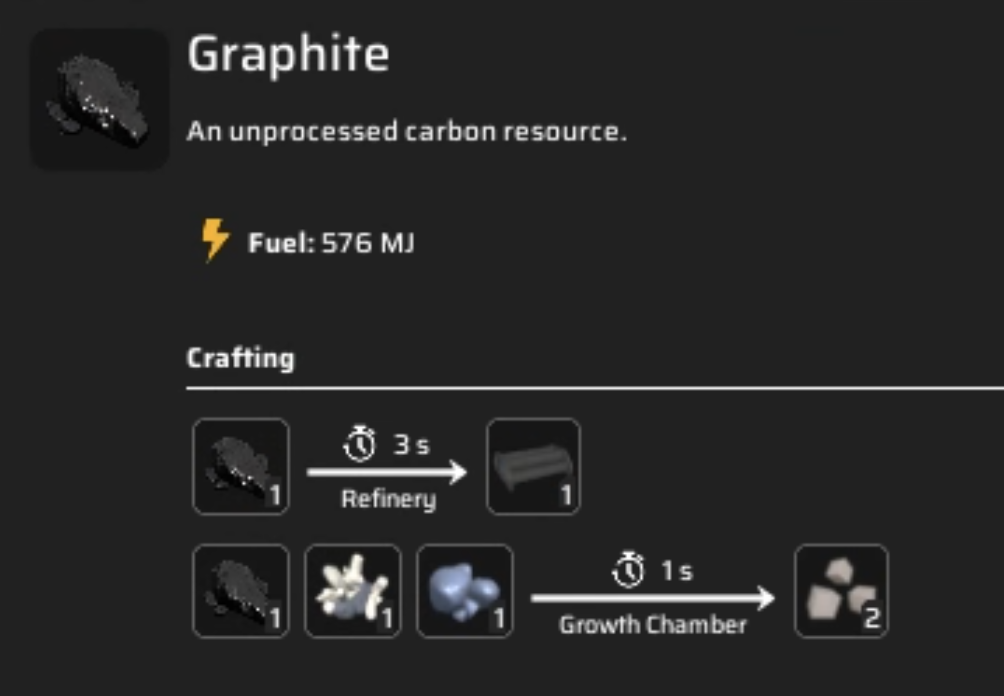 Graphite
An unprocessed carbon resource.
Fuel: 576 MJ
Crafting
3 s
1
Refinery
1
1 s
1
1
1
Growth Chamber
2